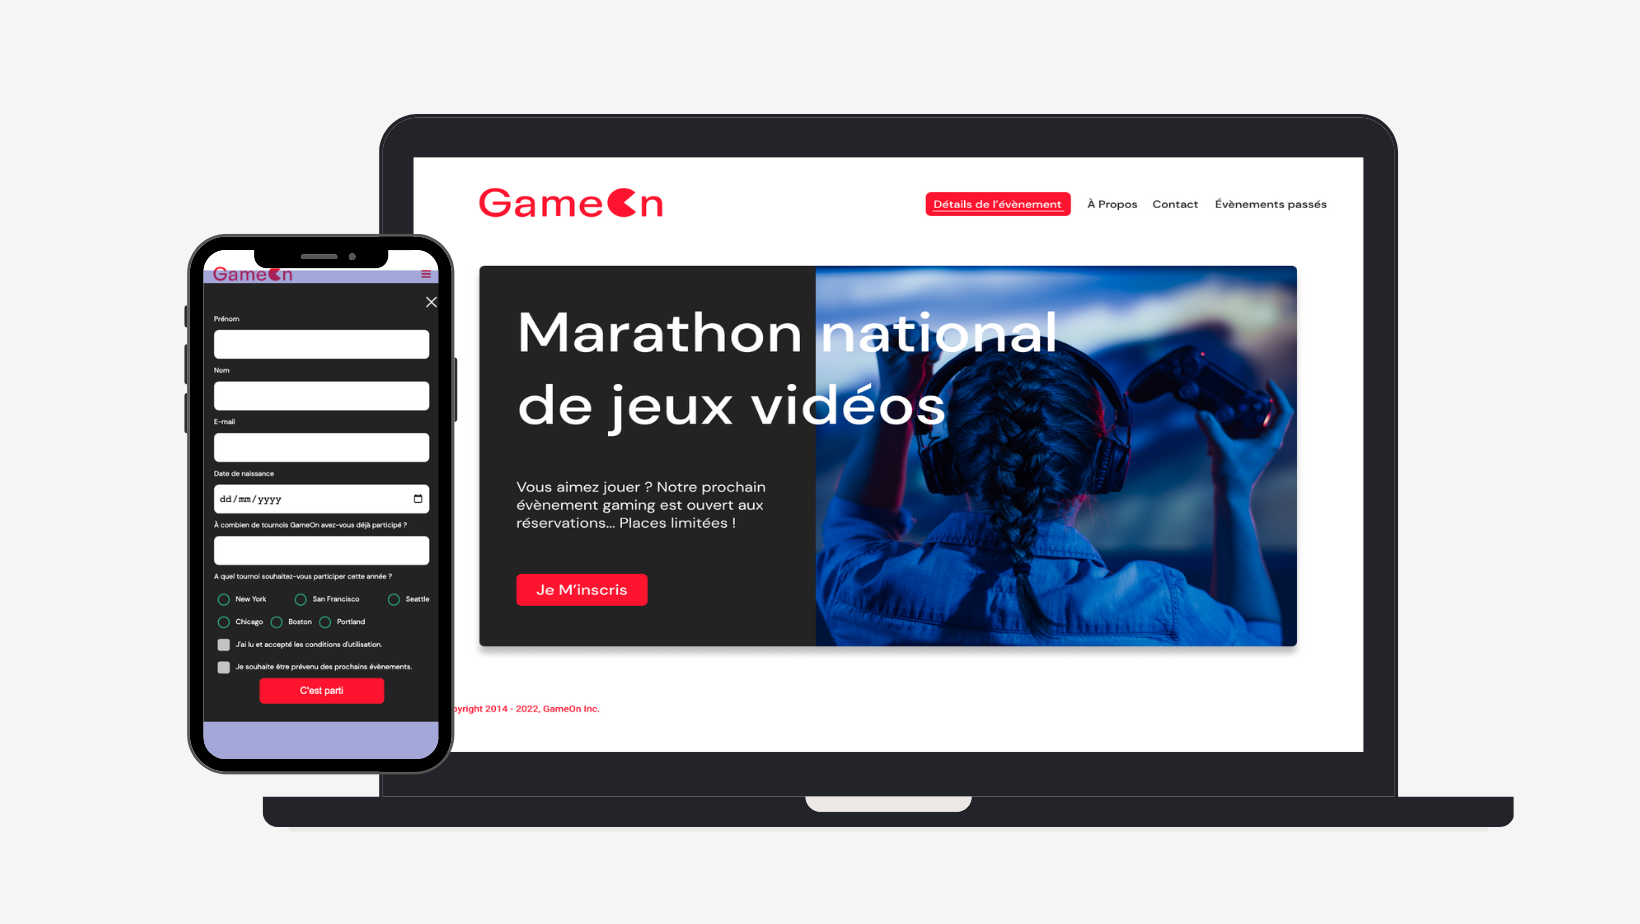 GameOn
Détails de l'évènement
À Propos
Contact
Évènements passés
Marathon national
de jeux vidéos
Vous aimez jouer ? Notre prochain
évènement gaming est ouvert aux
réservations... Places limitées !
Je M'inscris
pyright 2014 - 2022, GameOn Inc.
GameOn
Prénom
Nom
E-mail
Date de naissance
dd/mm/yyyy
À combien de tournois GameOn avez-vous déjà participé ?
A quel tournoi souhaitez-vous participer cette année ?
New York
San Francisco
Seattle
Chicago
Boston
Portland
J'ai lu et accepté les conditions d'utilisation.
Je souhaite être prévenu des prochains évènements.
C'est parti